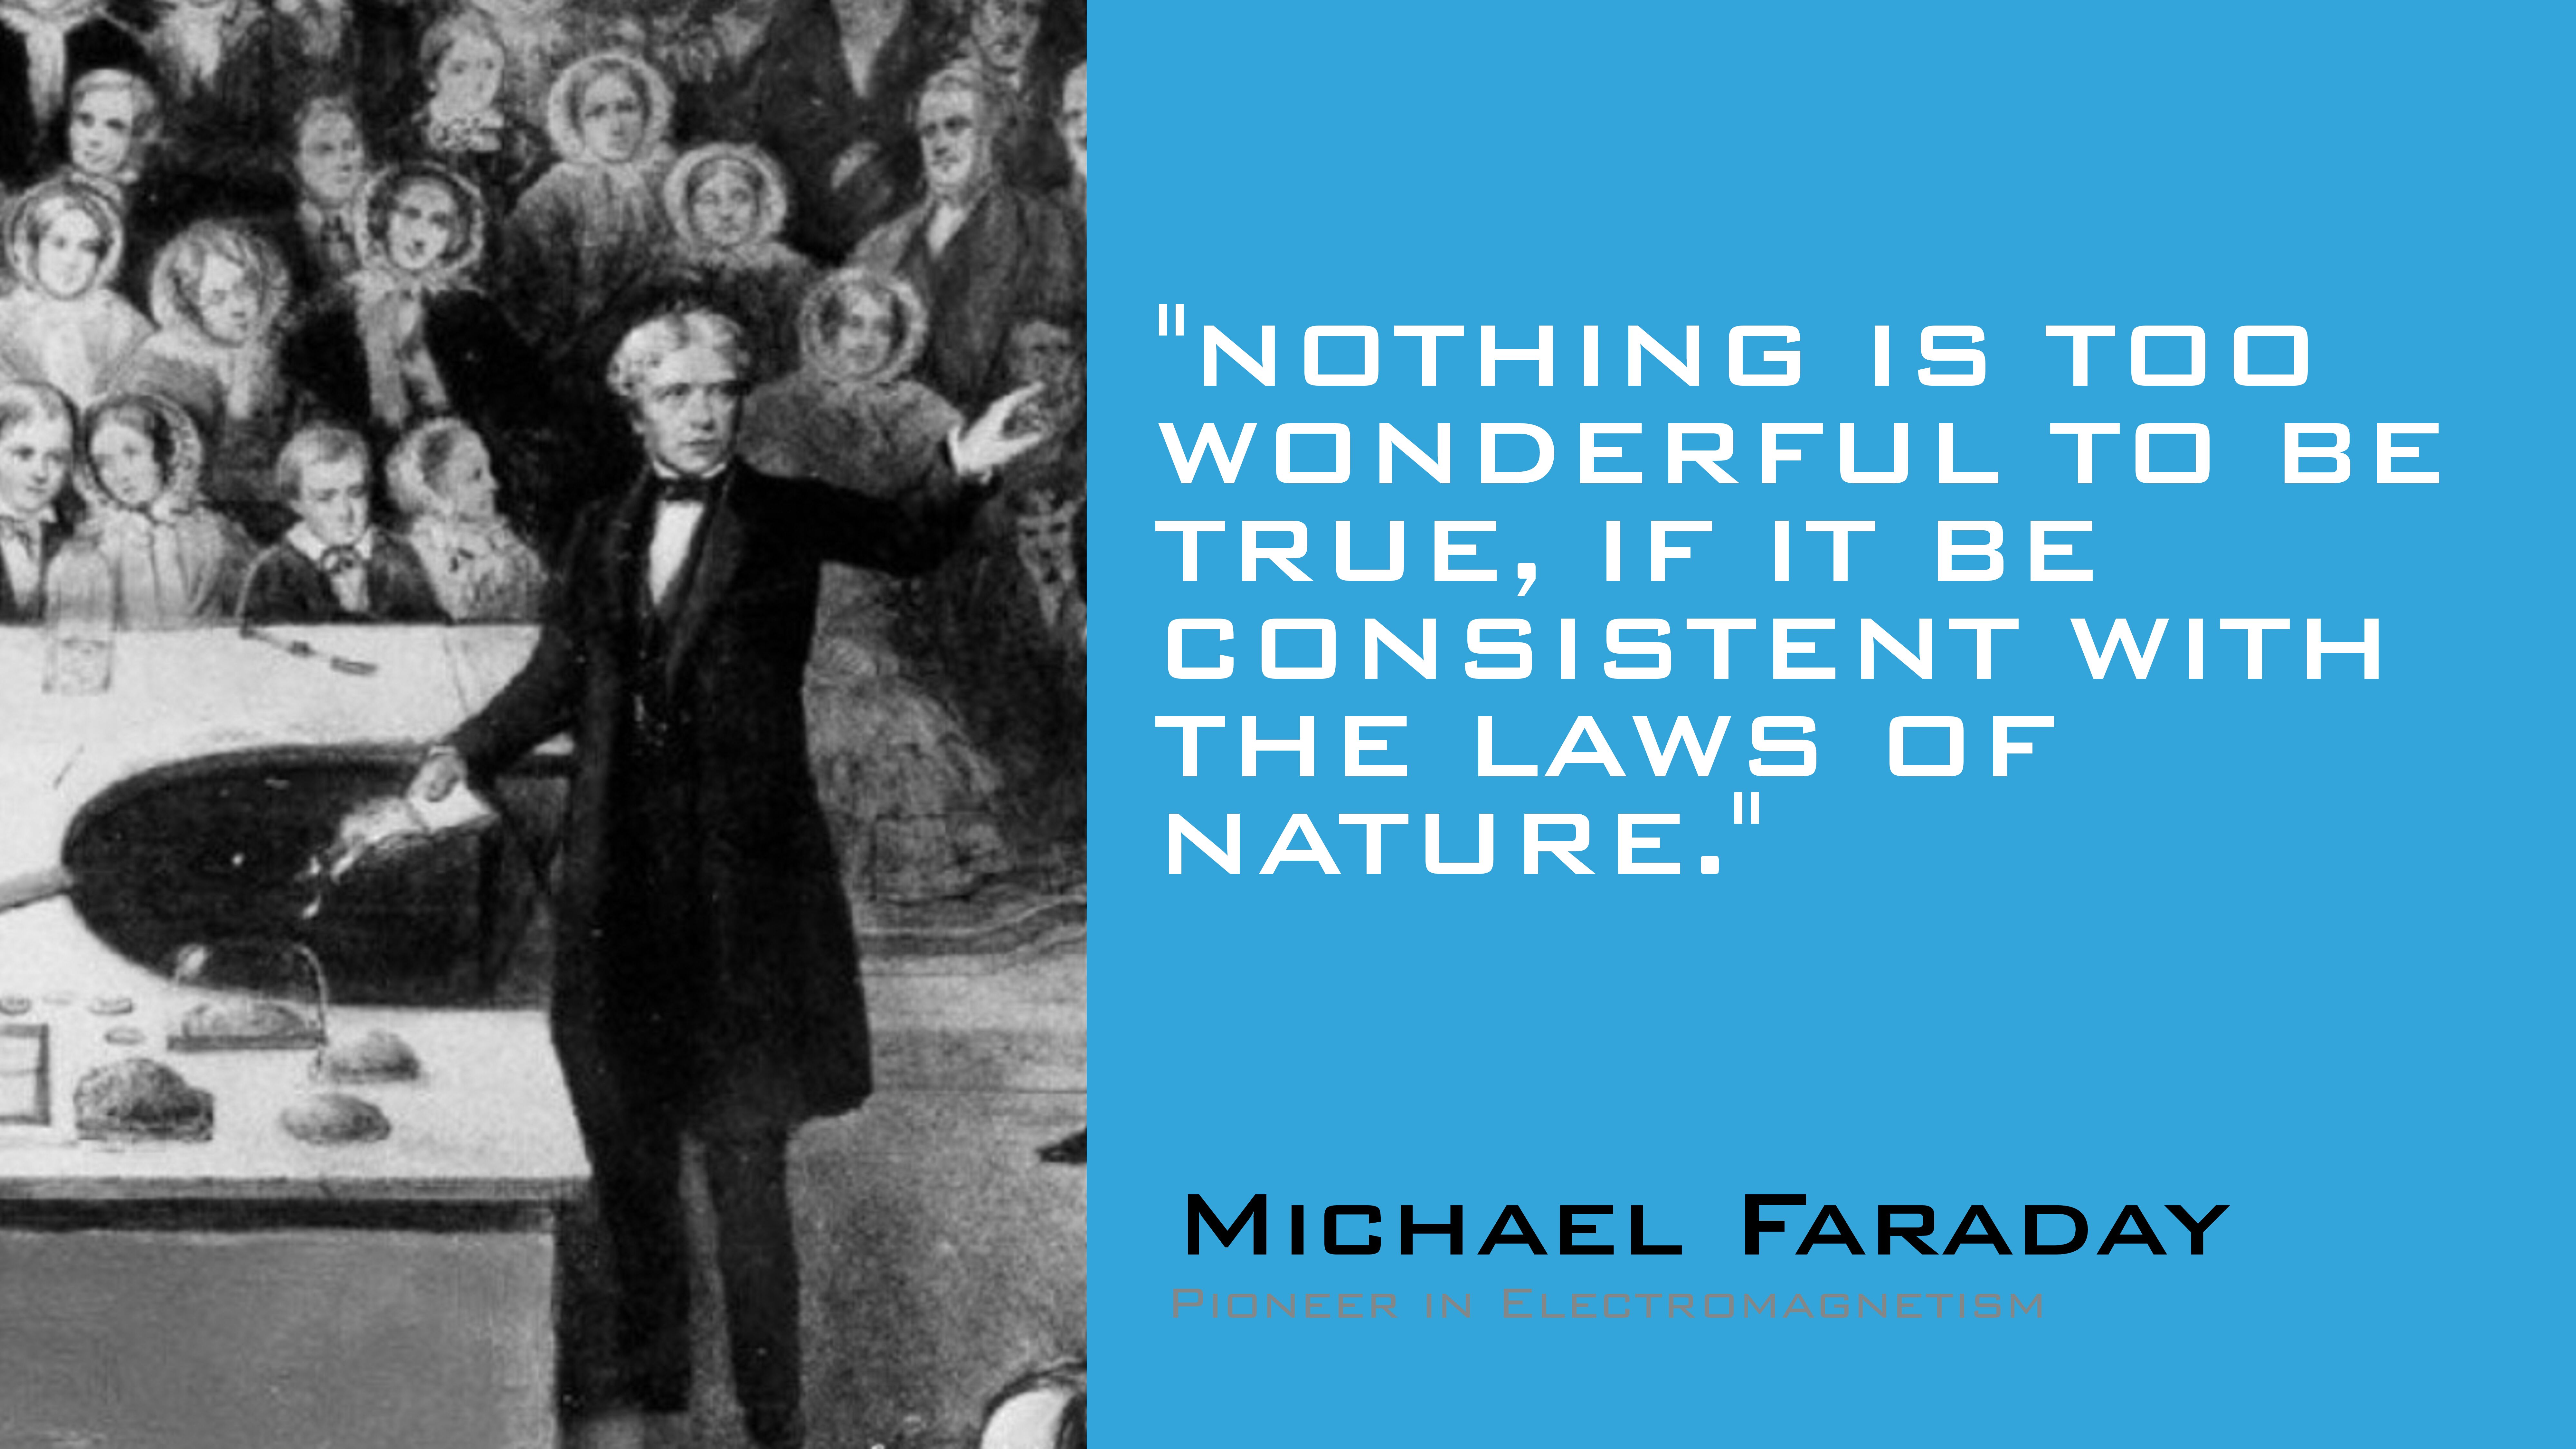 "NOTHING IS TOO
WONDERFUL TO BE
TRUE, IF IT BE
CONSISTENT WITH
THE LAWS OF
NATURE."
MICHAEL FARADAY
PIONEER IN ELECTROMAGNETISM